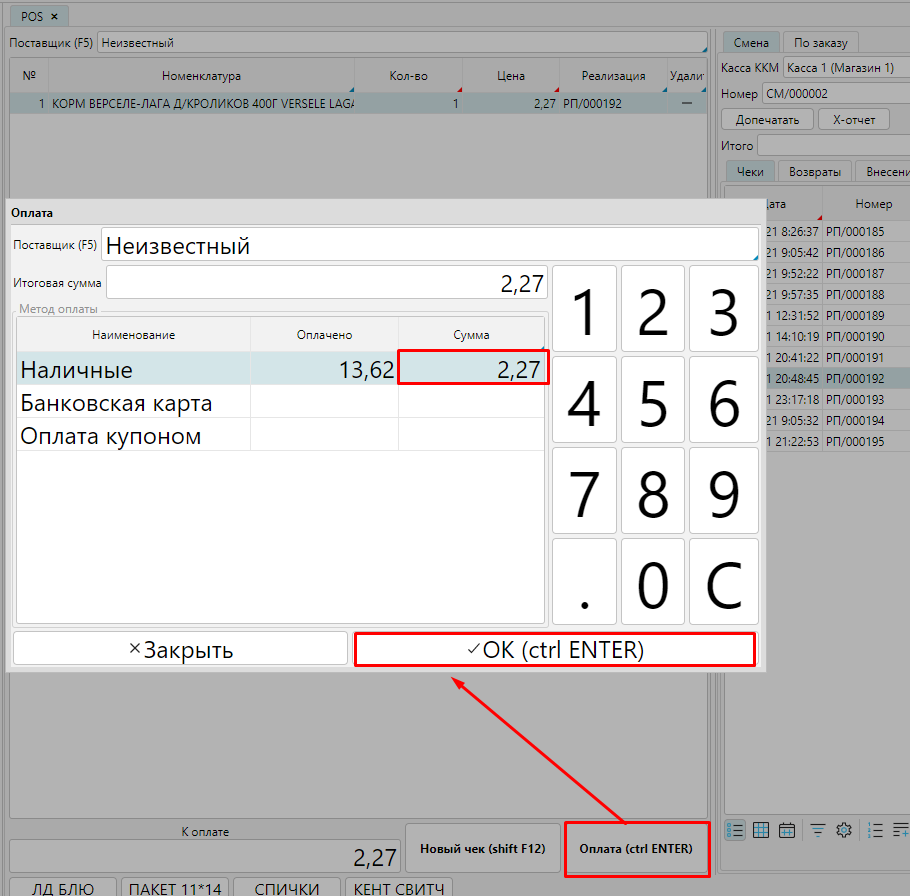 POS ×
Поставщик (F5) Неизвестный
№ Номенклатура Кол-во Цена Реализация Удали
1 КОРМ ВЕРСЕЛЕ-ЛАГА Д/КРОЛИКОВ 400Г VERSELE LAGA 1 2,27 РП/000192 —
Смена По заказу
Касса ККМ Касса 1 (Магазин 1)
Номер СМ/000002
Допечатать X-отчет
Итого
Чеки Возвраты Внесени
Дата Номер
21 8:26:37 РП/000185
21 9:05:42 РП/000186
21 9:52:22 РП/000187
21 9:57:35 РП/000188
1 12:31:52 РП/000189
1 14:10:19 РП/000190
1 20:41:22 РП/000191
1 20:48:45 РП/000192
1 23:17:18 РП/000193
21 9:05:32 РП/000194
1 21:22:53 РП/000195
Оплата
Поставщик (F5) Неизвестный
Итоговая сумма 2,27
Метод оплаты
Наименование Оплачено Сумма
Наличные 13,62 2,27
Банковская карта
Оплата купоном
1 2 3
4 5 6
7 8 9
. 0 C
×Закрыть
✓OK (ctrl ENTER)
К оплате
2,27
Новый чек (shift F12)
Оплата (ctrl ENTER)
ЛД БЛЮ ПАКЕТ 11*14 СПИЧКИ КЕНТ СВИТЧ